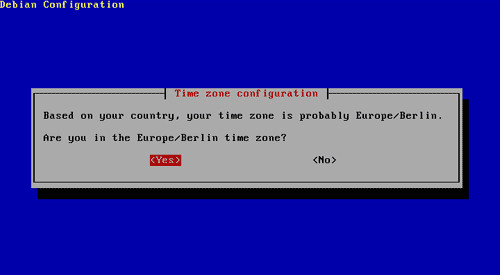 Debian Configuration
Time zone configuration
Based on your country, your time zone is probably Europe/Berlin.
Are you in the Europe/Berlin time zone?
<Yes> <No>